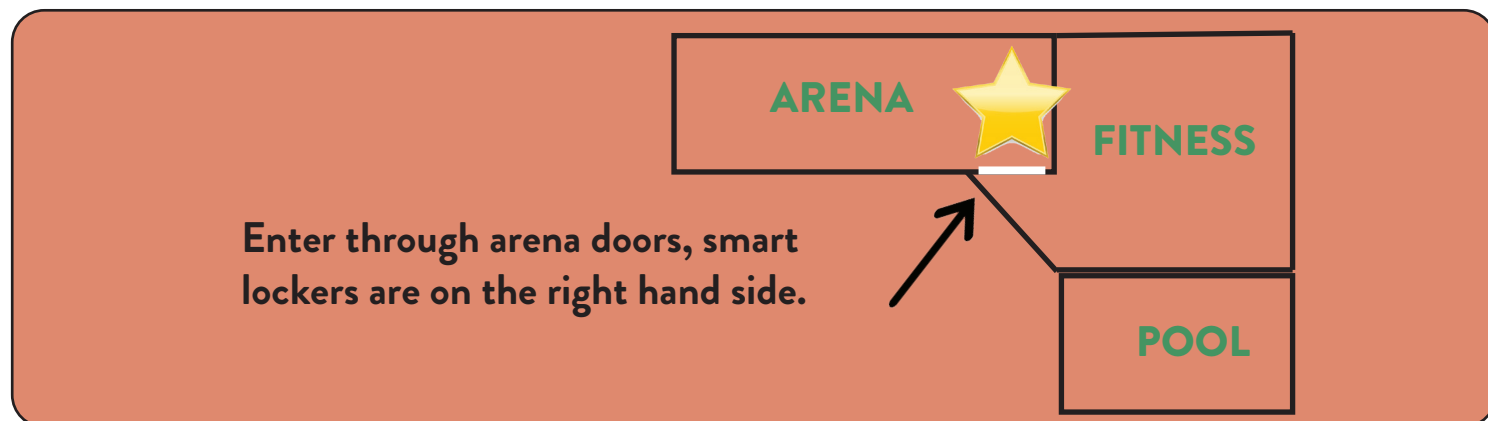 ARENA
FITNESS
Enter through arena doors, smart
lockers are on the right hand side.
POOL